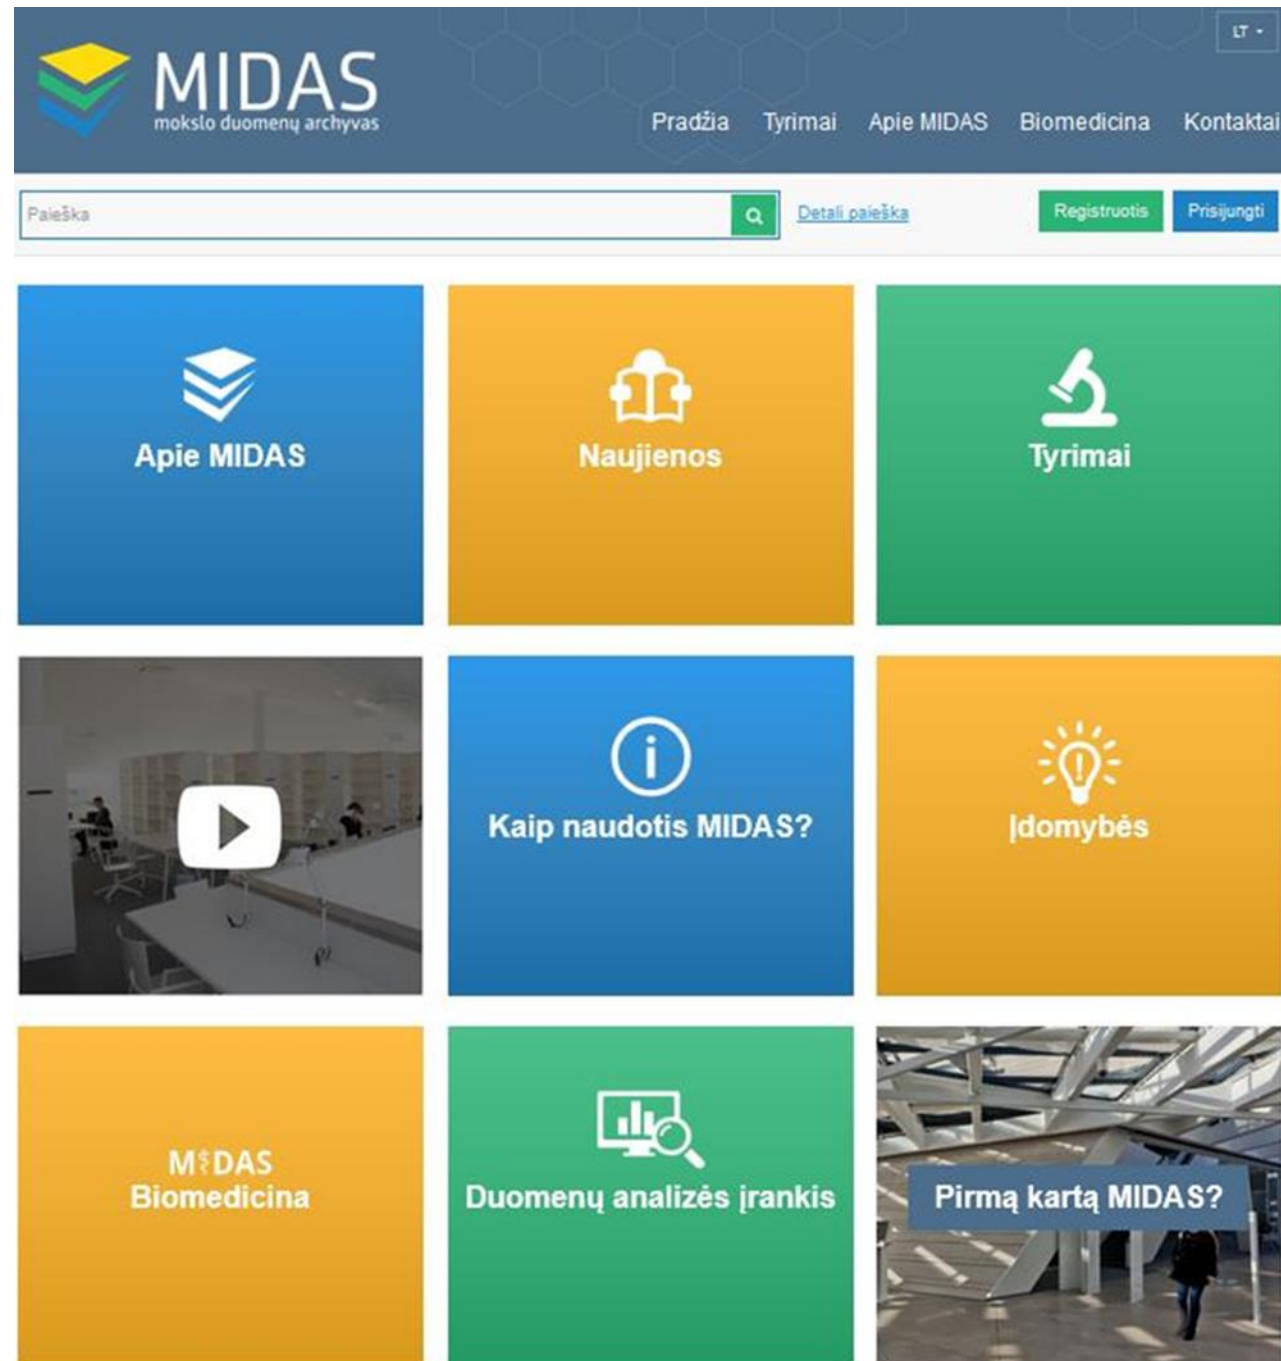 LT
MIDAS
mokslo duomenų archyvas
Pradžia Tyrimai Apie MIDAS Biomedicina Kontaktai
Paieška
Detali paieška
Registruotis Prisijungti
Apie MIDAS
Naujienos
Tyrimai
Kaip naudotis MIDAS?
Įdomybės
MIDAS
Biomedicina
Duomenų analizės įrankis
Pirmą kartą MIDAS?